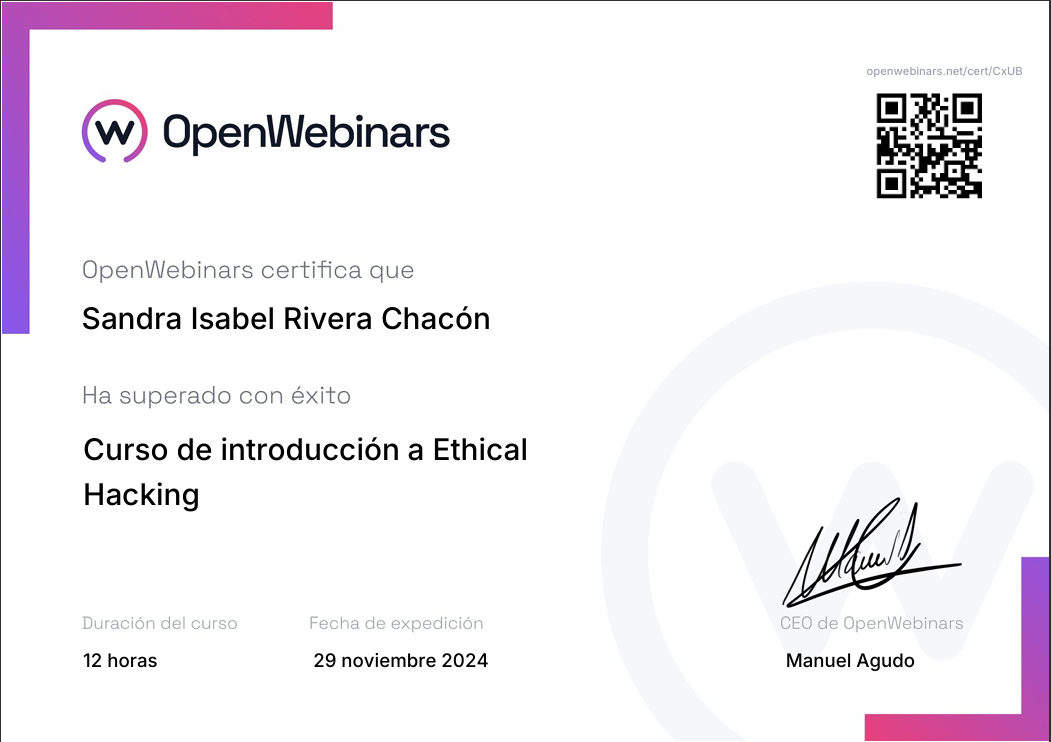 openwebinars.net/cert/CxUB
OpenWebinars
OpenWebinars certifica que
Sandra Isabel Rivera Chacón
Ha superado con éxito
Curso de introducción a Ethical
Hacking
Duración del curso
Fecha de expedición
CEO de OpenWebinars
12 horas
29 noviembre 2024
Manuel Agudo